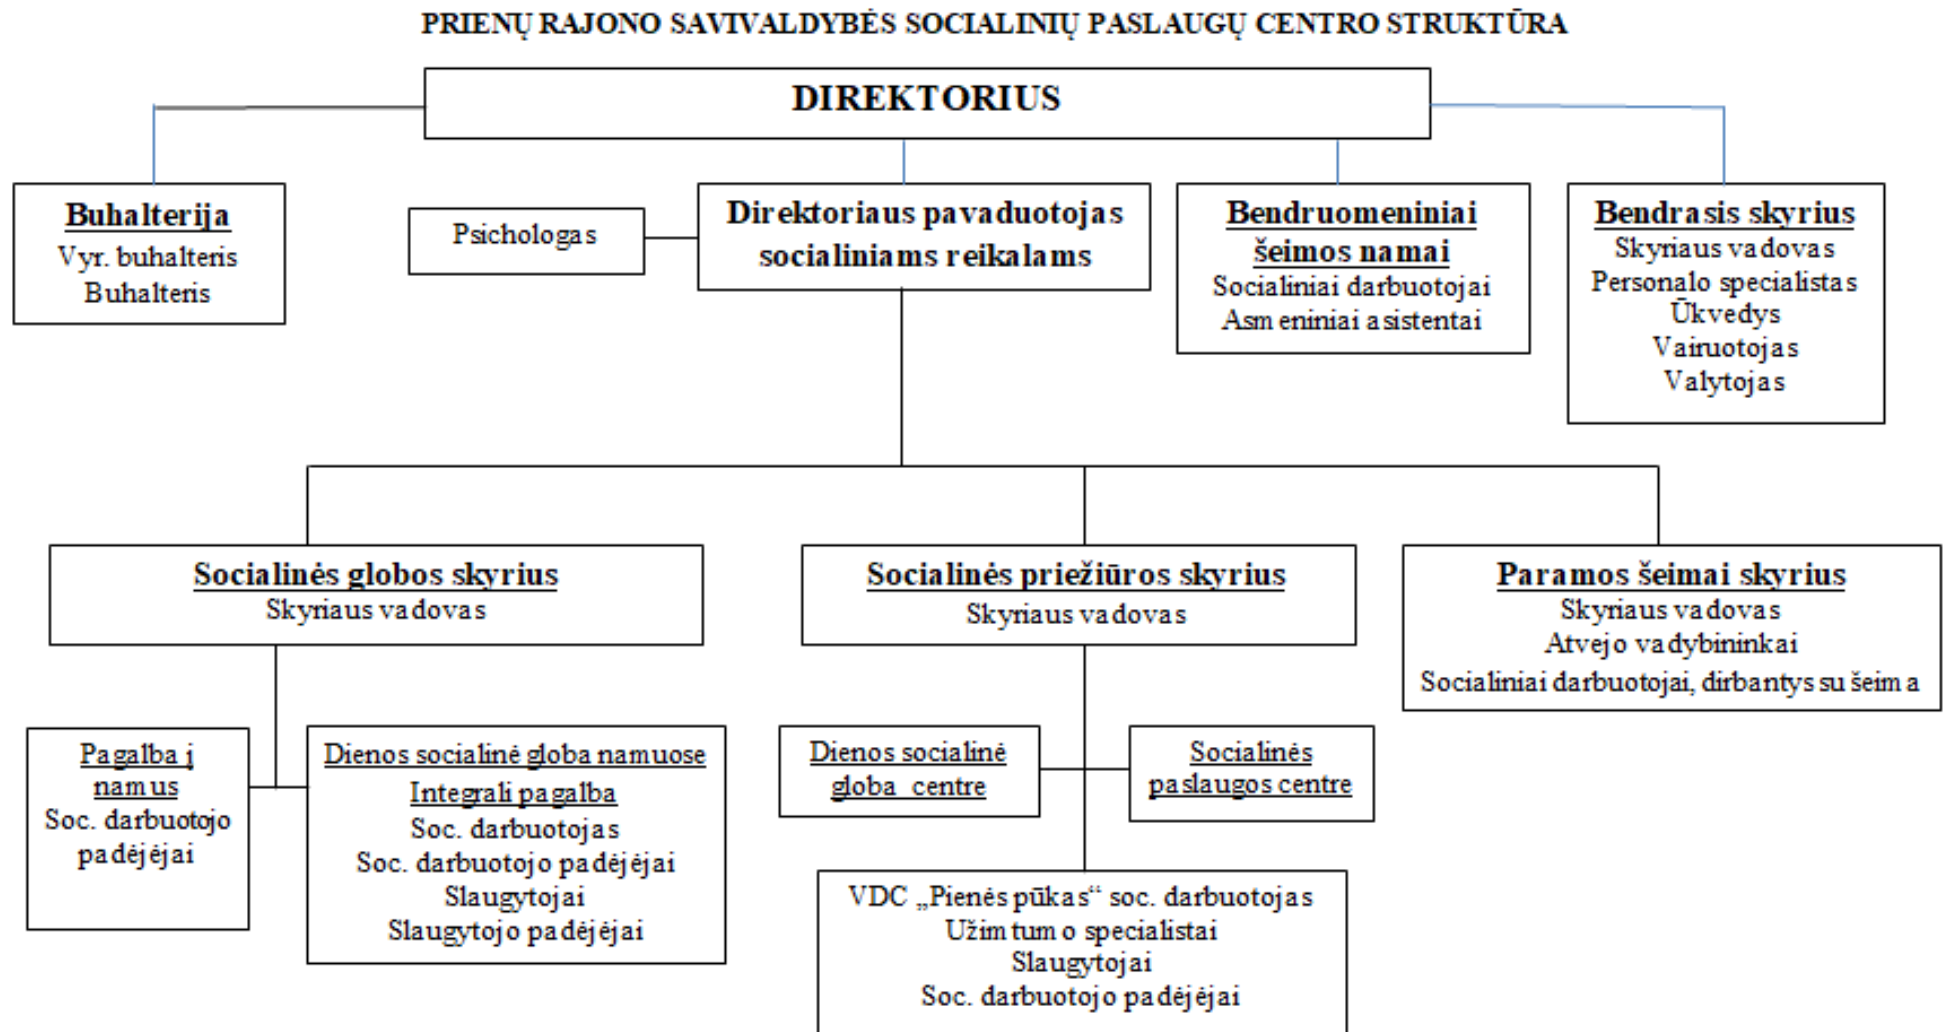 PRIENŲ RAJONO SAVIVALDYBĖS SOCIALINIŲ PASLAUGŲ CENTRO STRUKTŪRA
DIREKTORIUS
Buhalterija
Vyr. buhalteris
Buhalteris
Psichologas
Direktoriaus pavaduotojas
socialiniams reikalams
Bendruomeniniai
šeimos namai
Socialiniai darbuotojai
Asmeniniai asistentai
Bendrasis skyrius
Skyriaus vadovas
Personalo specialistas
Ūkvedys
Vairuotojas
Valytojas
Socialinės globos skyrius
Skyriaus vadovas
Socialinės priežiūros skyrius
Skyriaus vadovas
Paramos šeimai skyrius
Skyriaus vadovas
Atvejo vadybininkai
Socialiniai darbuotojai, dirbantys su šeima
Pagalba į
namus
Soc. darbuotojo
padėjėjai
Dienos socialinė globa namuose
Integrali pagalba
Soc. darbuotojas
Soc. darbuotojo padėjėjai
Slaugytojai
Slaugytojo padėjėjai
Dienos socialinė
globa centre
Socialinės
paslaugos centre
VDC „Pienės pūkas“ soc. darbuotojas
Užimtumo specialistai
Slaugytojai
Soc. darbuotojo padėjėjai